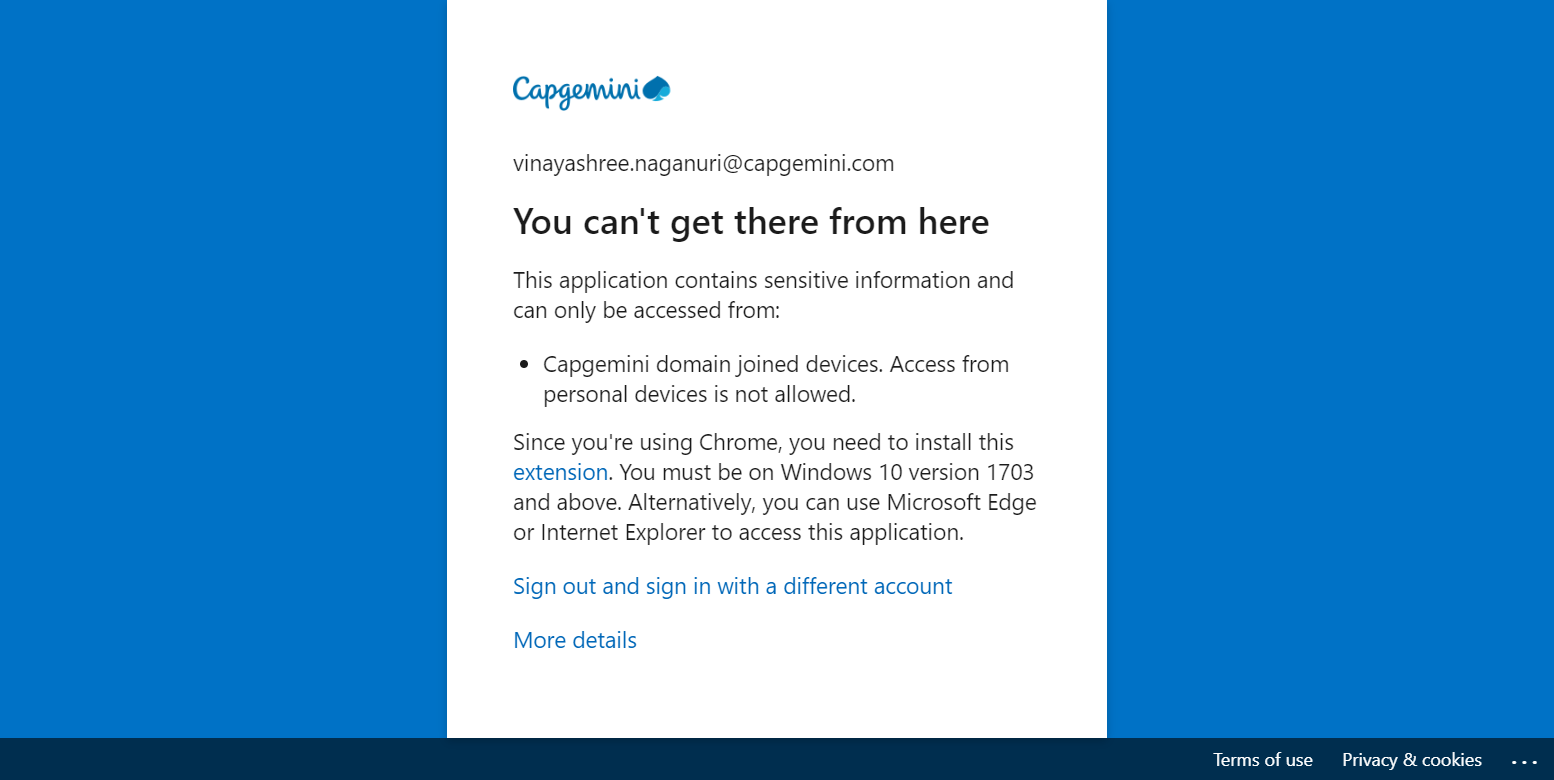 Capgemini
vinayashree.naganuri@capgemini.com
You can't get there from here
This application contains sensitive information and
can only be accessed from:
• Capgemini domain joined devices. Access from
personal devices is not allowed.
Since you're using Chrome, you need to install this
extension. You must be on Windows 10 version 1703
and above. Alternatively, you can use Microsoft Edge
or Internet Explorer to access this application.
Sign out and sign in with a different account
More details
Terms of use Privacy & cookies ...